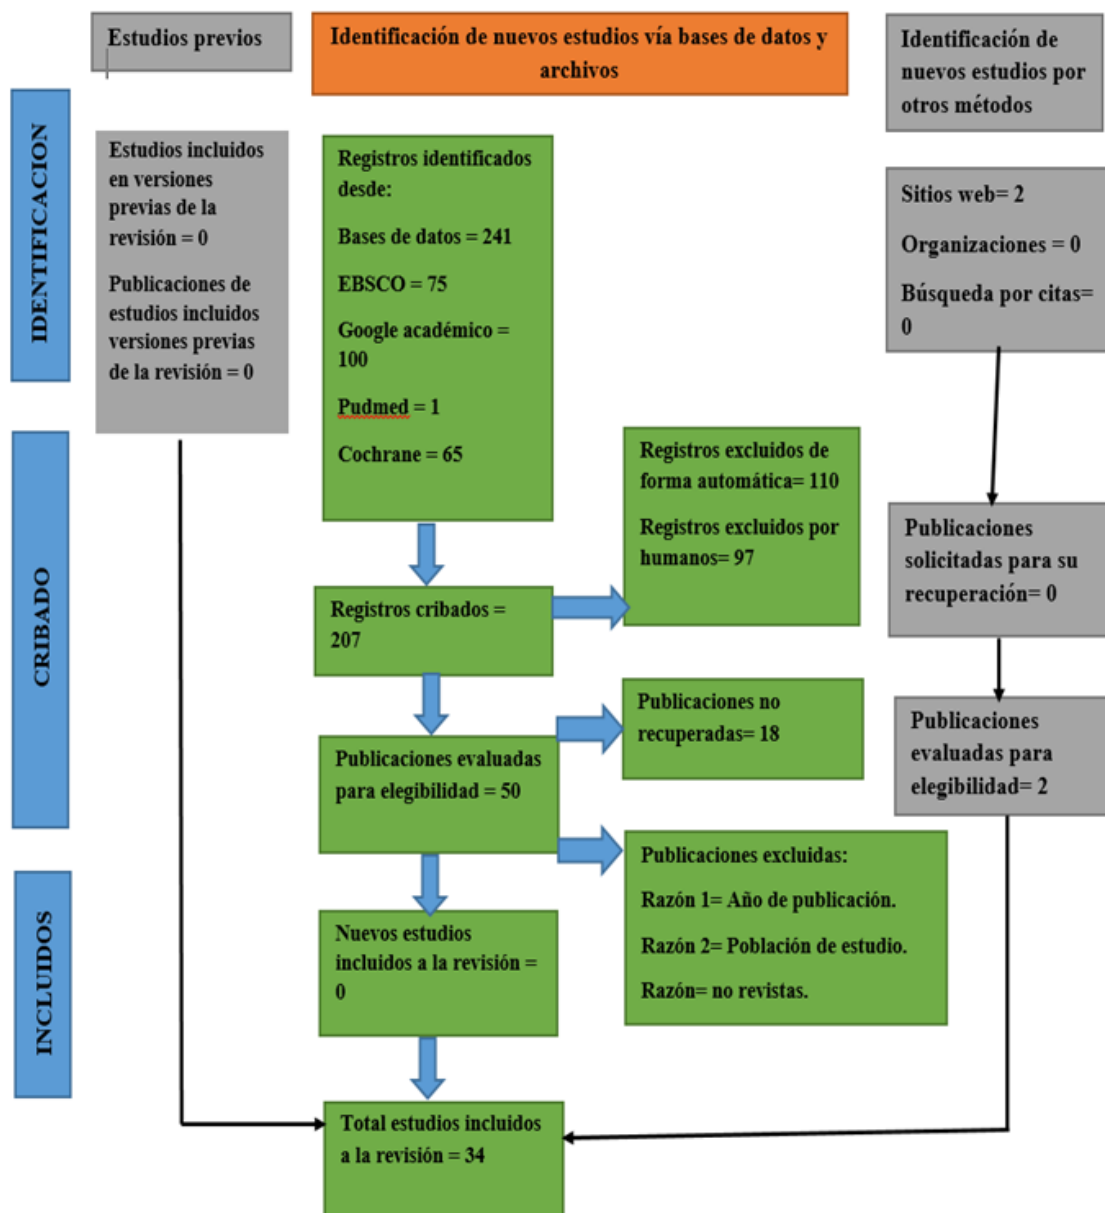 Estudios previos
Identificación de nuevos estudios vía bases de datos y
archivos
Identificación de
nuevos estudios por
otros métodos
IDENTIFICACION
Estudios incluidos
en versiones
previas de la
revisión = 0
Publicaciones de
estudios incluidos
versiones previas
de la revisión = 0
Registros identificados
desde:
Bases de datos = 241
EBSCO = 75
Google académico =
100
Pudmed = 1
Cochrane = 65
Sitios web= 2
Organizaciones = 0
Búsqueda por citas=
0
CRIBADO
Registros excluidos de
forma automática= 110
Registros excluidos por
humanos= 97
Publicaciones
solicitadas para su
recuperación= 0
Registros cribados =
207
Publicaciones no
recuperadas= 18
Publicaciones
evaluadas para
elegibilidad= 2
Publicaciones evaluadas
para elegibilidad = 50
Publicaciones excluidas:
Razón 1= Año de publicación.
Razón 2= Población de estudio.
Razón= no revistas.
INCLUIDOS
Nuevos estudios
incluidos a la revisión =
0
Total estudios incluidos
a la revisión = 34